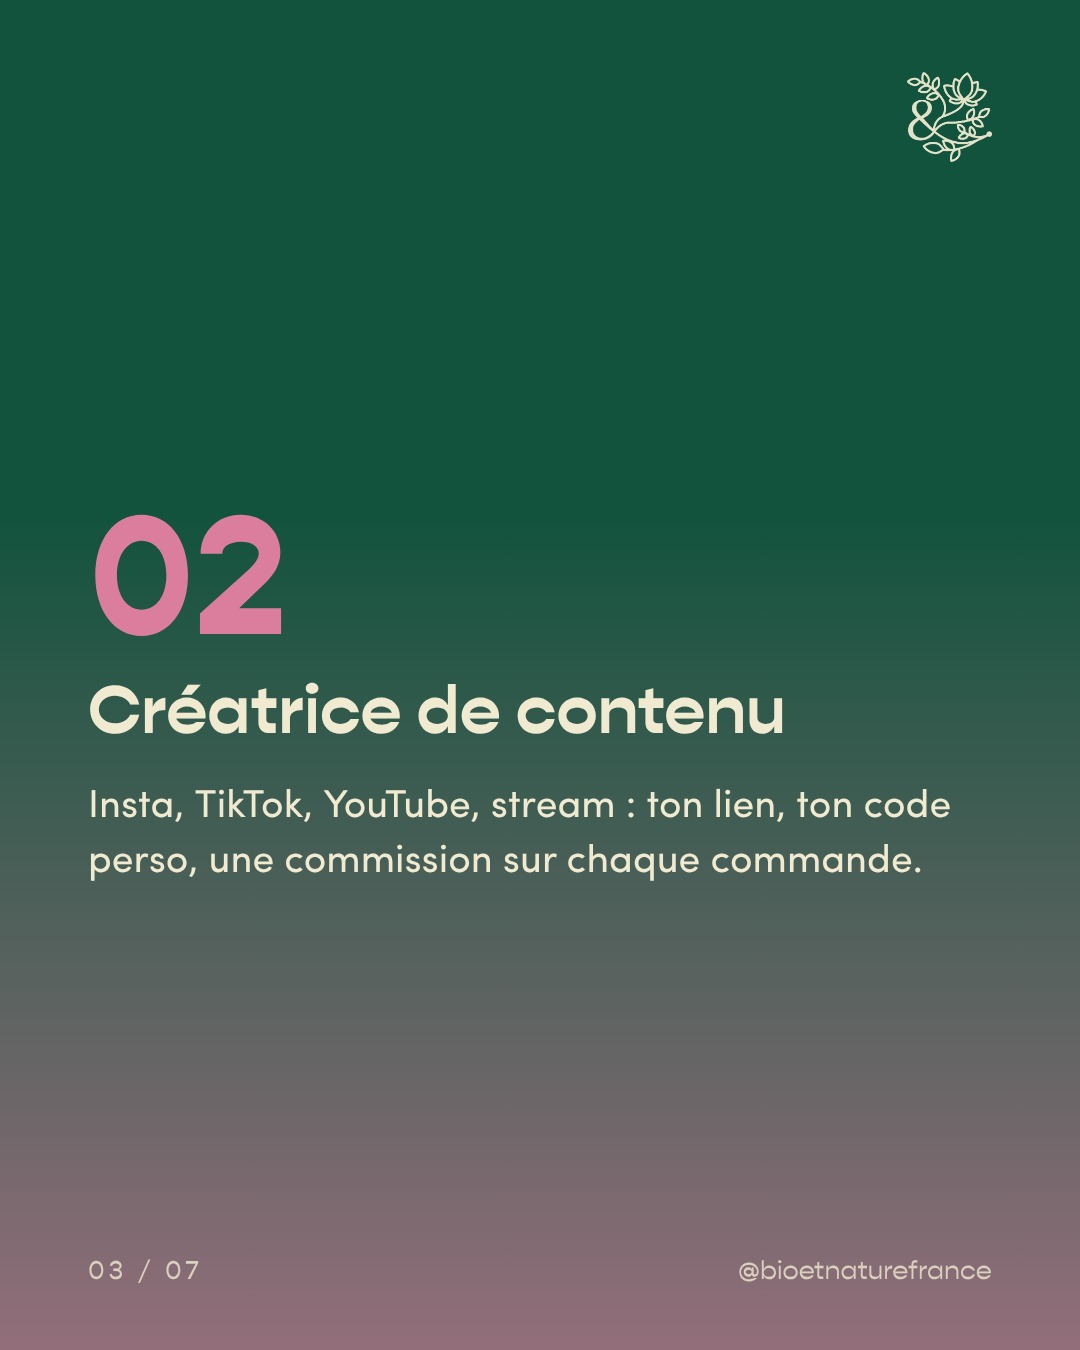 &
02
Créatrice de contenu
Insta, TikTok, YouTube, stream : ton lien, ton code
perso, une commission sur chaque commande.
03 / 07
@bioetnaturefrance